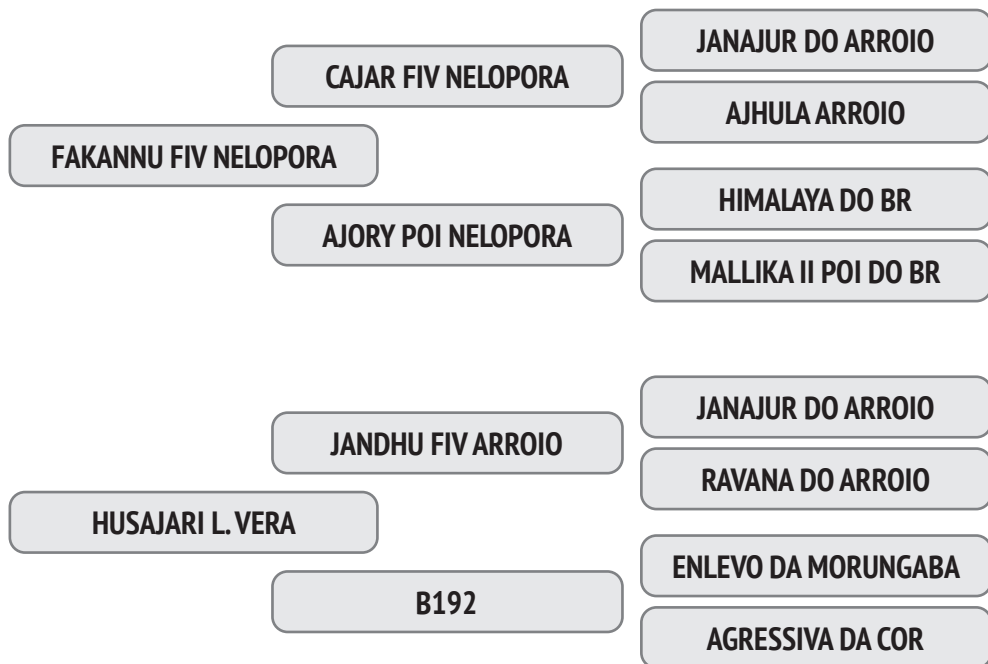 JANAJUR DO ARROIO
CAJAR FIV NELOPORA
AJHULA ARROIO
FAKANNU FIV NELOPORA
HIMALAYA DO BR
AJORY POI NELOPORA
MALLIKA II POI DO BR
JANAJUR DO ARROIO
JANDHU FIV ARROIO
RAVANA DO ARROIO
HUSAJARI L. VERA
ENLEVO DA MORUNGABA
B192
AGRESSIVA DA COR